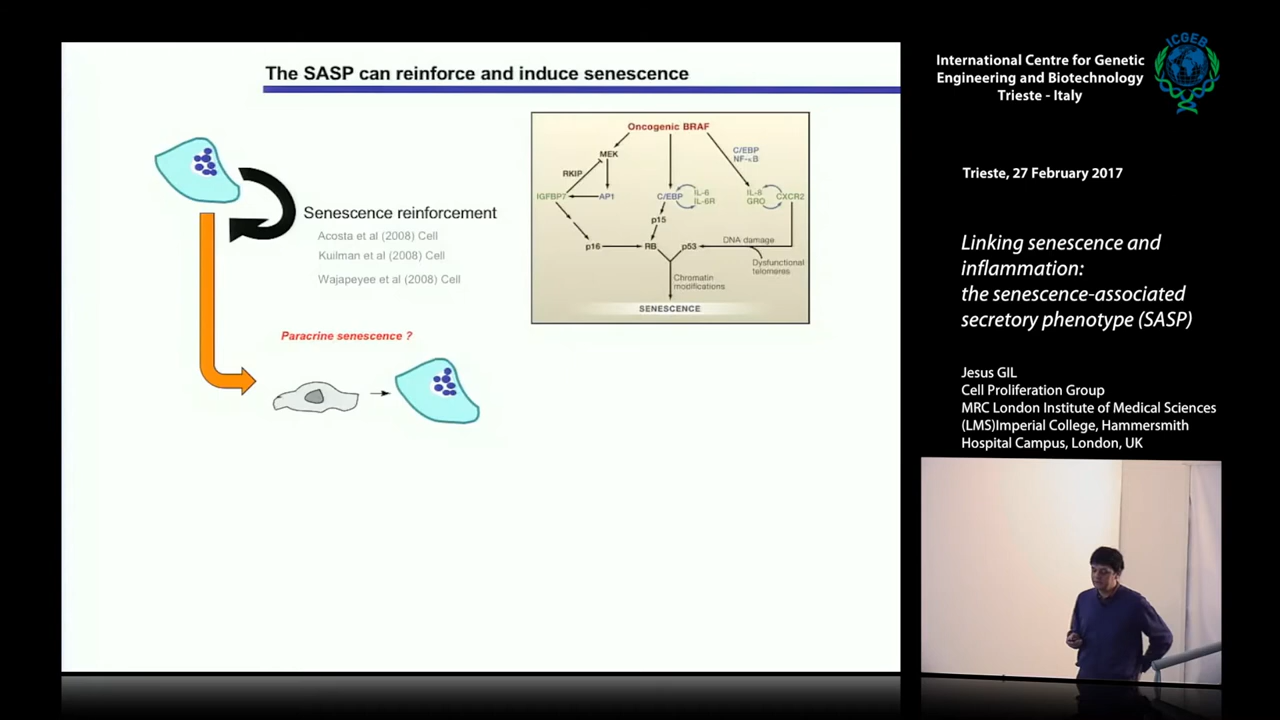 The SASP can reinforce and induce senescence
Senescence reinforcement
Acosta et al (2008) Cell
Kuilman et al (2008) Cell
Wajapeyee et al (2008) Cell
Paracrine senescence ?
Oncogenic BRAF
MEK
C/EBP
NF-κB
RKIP
IGFBP7
AP1
C/EBP
IL-6
IL-6R
IL-8
GRO
CXCR2
p15
p16
RB
p53
DNA damage
Dysfunctional
telomeres
Chromatin
modifications
SENESCENCE
International Centre for Genetic
Engineering and Biotechnology
Trieste - Italy
ICGEB
Trieste, 27 February 2017
Linking senescence and
inflammation:
the senescence-associated
secretory phenotype (SASP)
Jesus GIL
Cell Proliferation Group
MRC London Institute of Medical Sciences
(LMS)Imperial College, Hammersmith
Hospital Campus, London, UK